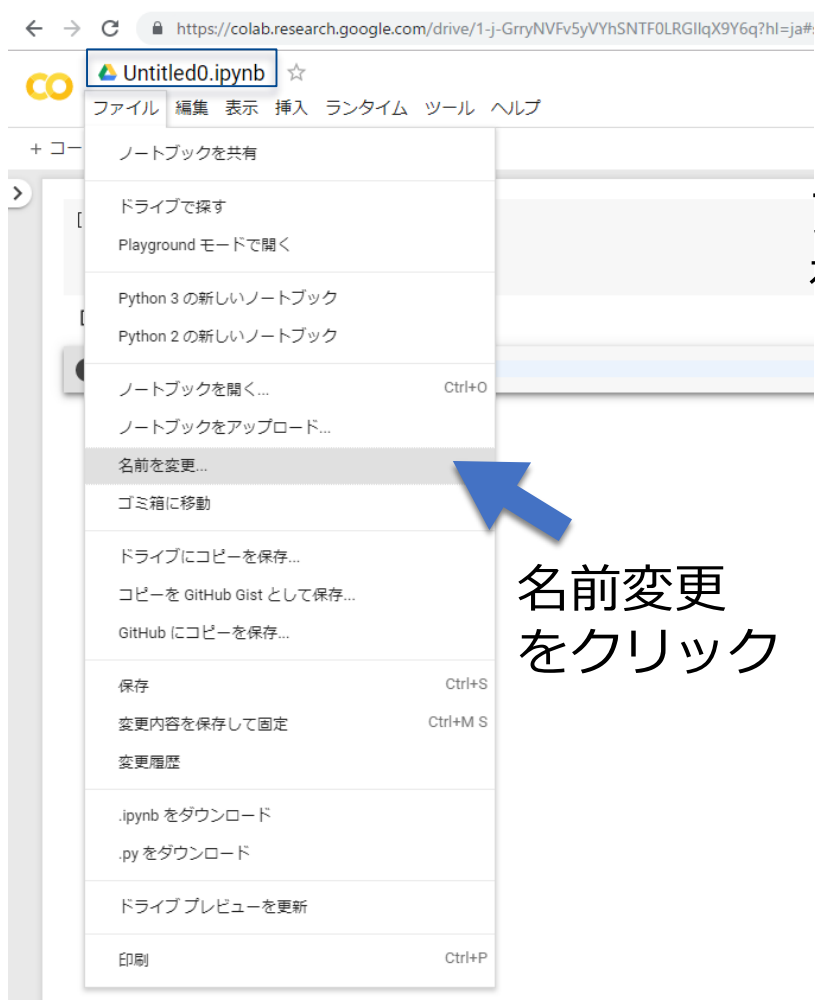 https://colab.research.google.com/drive/1-j-GrryNVFv5yVYhSNTF0LRGIlqX9Y6q?hl=ja#
Untitled0.ipynb
ファイル 編集 表示 挿入 ランタイム ツール ヘルプ
+ コー
ノートブックを共有
ドライブで探す
Playground モードで開く
Python 3 の新しいノートブック
Python 2 の新しいノートブック
ノートブックを開く... Ctrl+O
ノートブックをアップロード...
名前を変更...
ゴミ箱に移動
ドライブにコピーを保存...
コピーを GitHub Gist として保存...
GitHub にコピーを保存...
保存 Ctrl+S
変更内容を保存して固定 Ctrl+M S
変更履歴
.ipynb をダウンロード
.py をダウンロード
ドライブ プレビューを更新
印刷 Ctrl+P
名前変更
をクリック